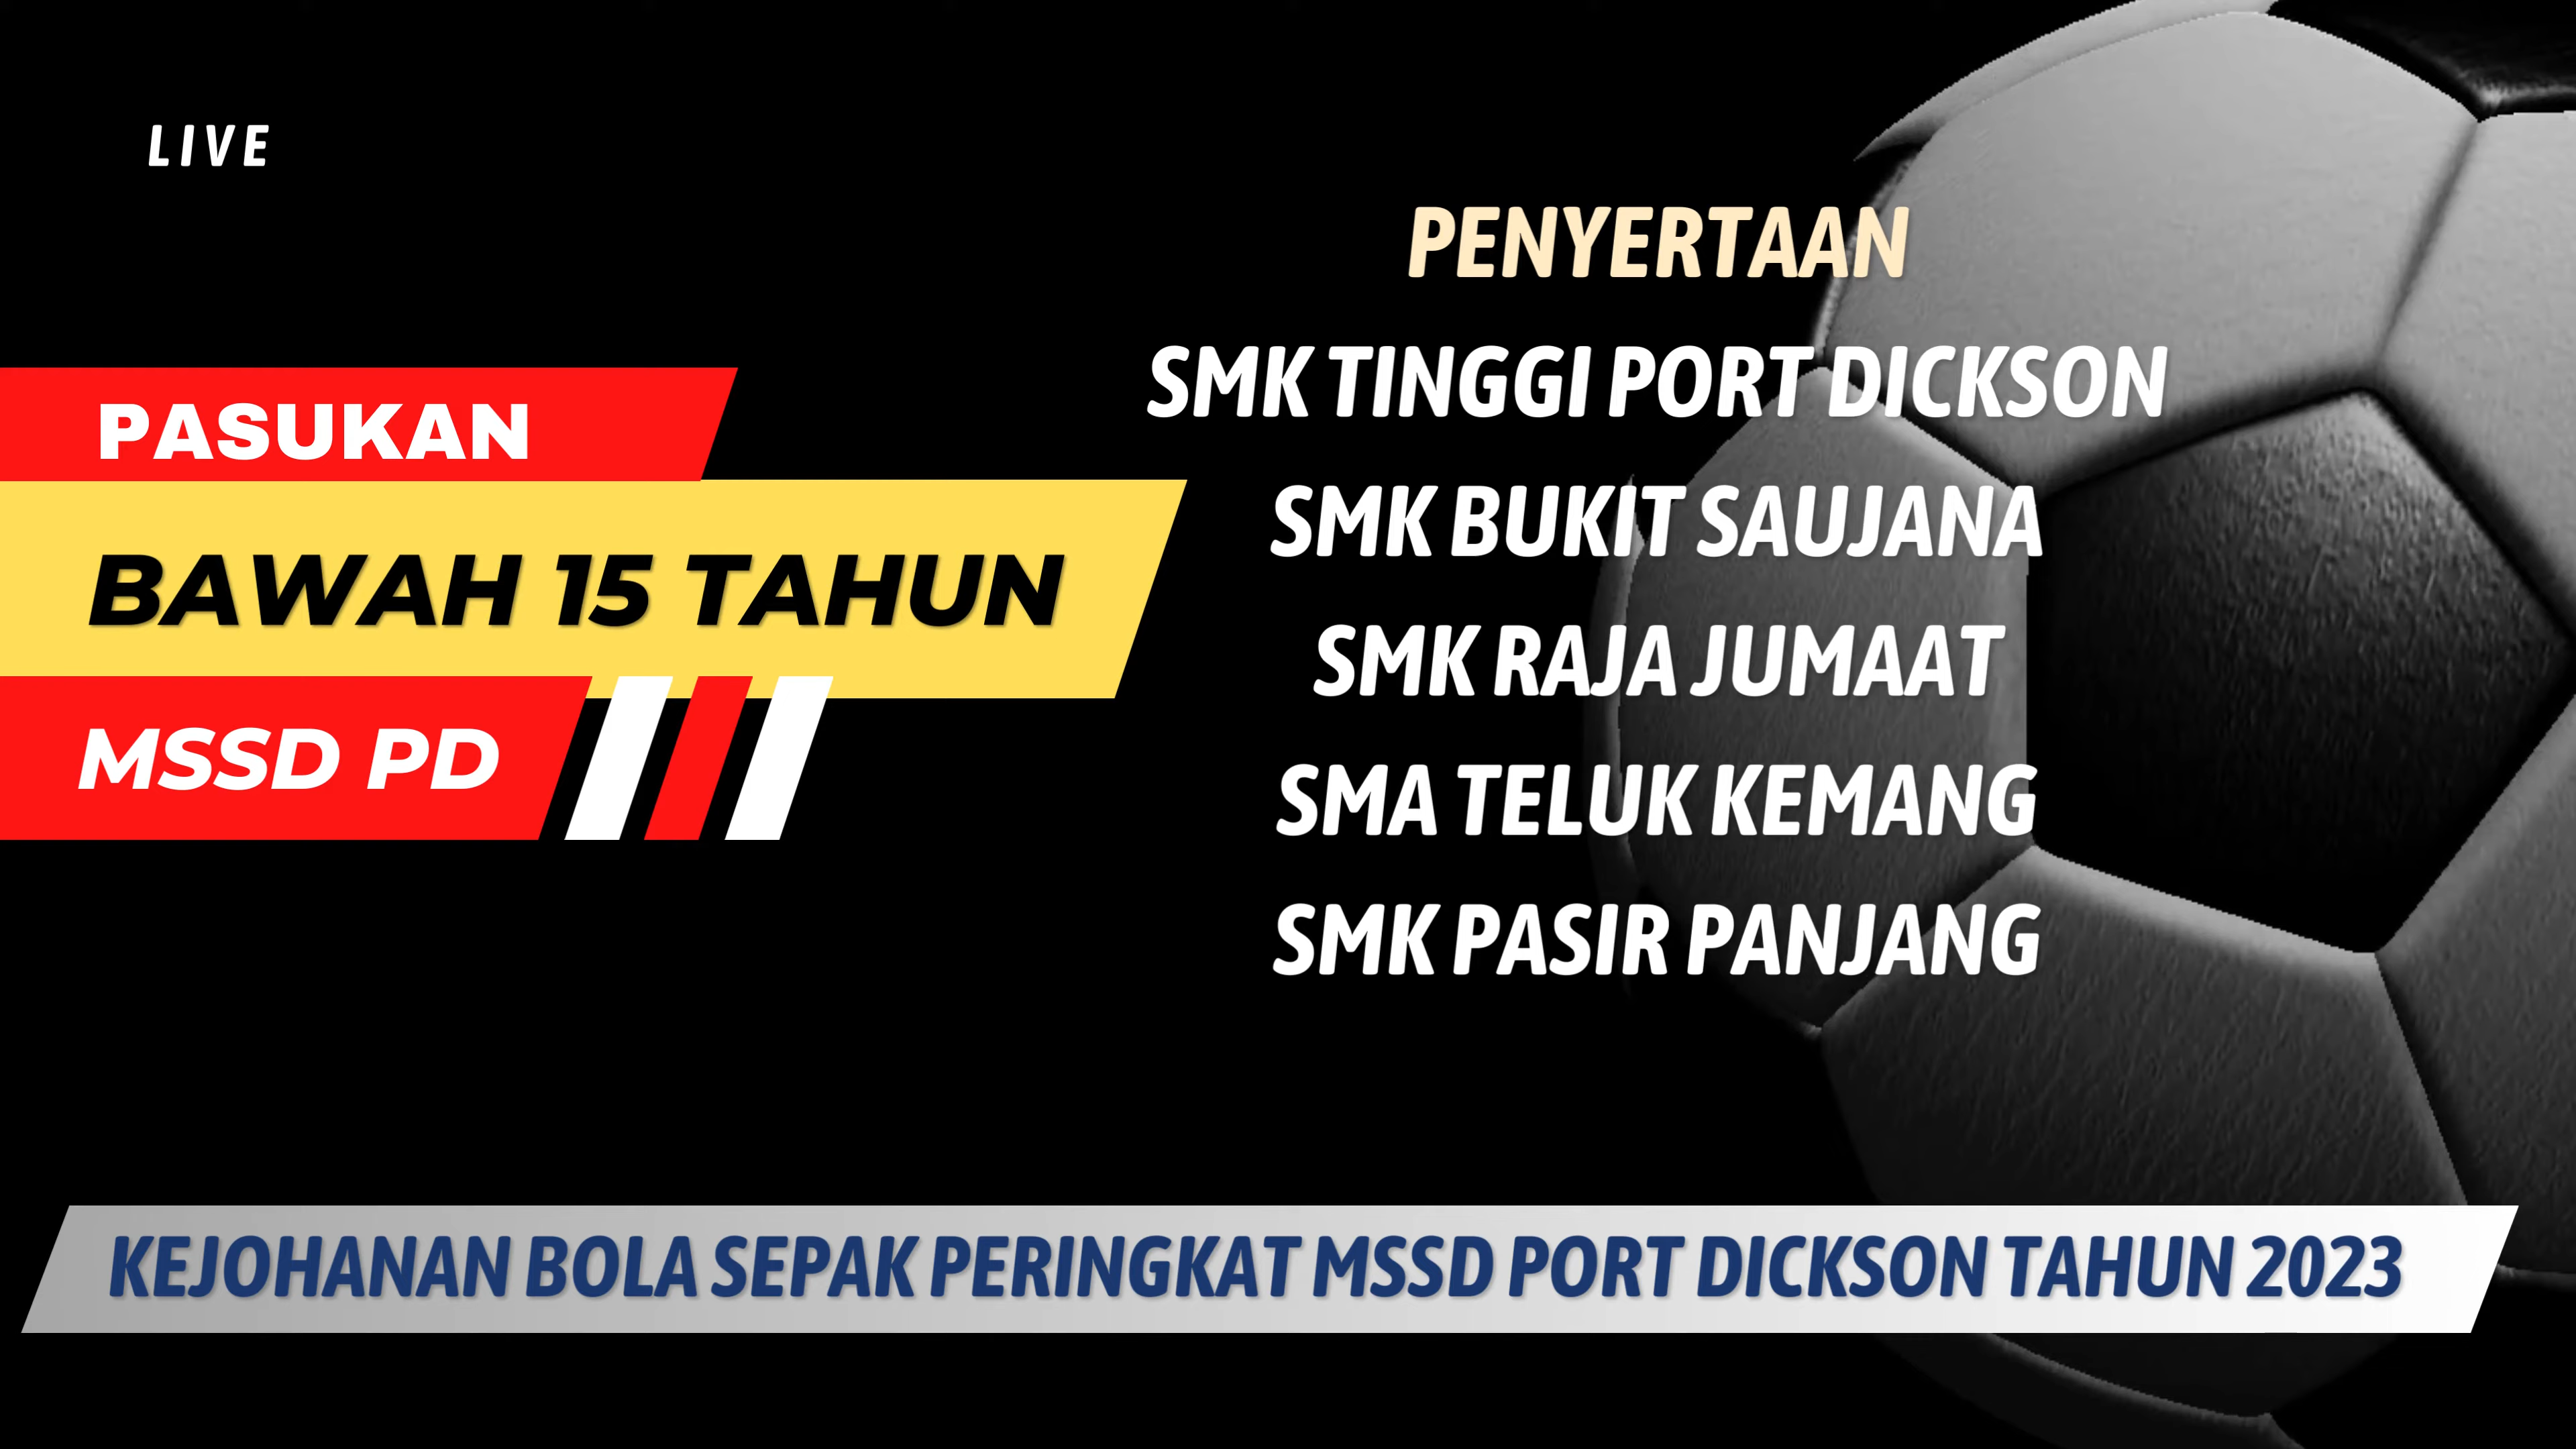 LIVE
PASUKAN
BAWAH 15 TAHUN
MSSD PD
PENYERTAAN
SMK TINGGI PORT DICKSON
SMK BUKIT SAUJANA
SMK RAJA JUMAAT
SMA TELUK KEMANG
SMK PASIR PANJANG
KEJOHANAN BOLA SEPAK PERINGKAT MSSD PORT DICKSON TAHUN 2023